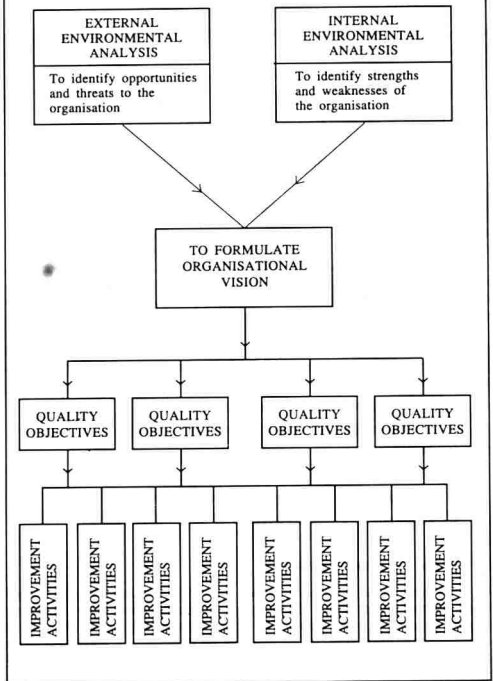 EXTERNAL
ENVIRONMENTAL
ANALYSIS
To identify opportunities
and threats to the
organisation
INTERNAL
ENVIRONMENTAL
ANALYSIS
To identify strengths
and weaknesses of
the organisation
TO FORMULATE
ORGANISATIONAL
VISION
QUALITY
OBJECTIVES
QUALITY
OBJECTIVES
QUALITY
OBJECTIVES
QUALITY
OBJECTIVES
IMPROVEMENT
ACTIVITIES
IMPROVEMENT
ACTIVITIES
IMPROVEMENT
ACTIVITIES
IMPROVEMENT
ACTIVITIES
IMPROVEMENT
ACTIVITIES
IMPROVEMENT
ACTIVITIES
IMPROVEMENT
ACTIVITIES
IMPROVEMENT
ACTIVITIES